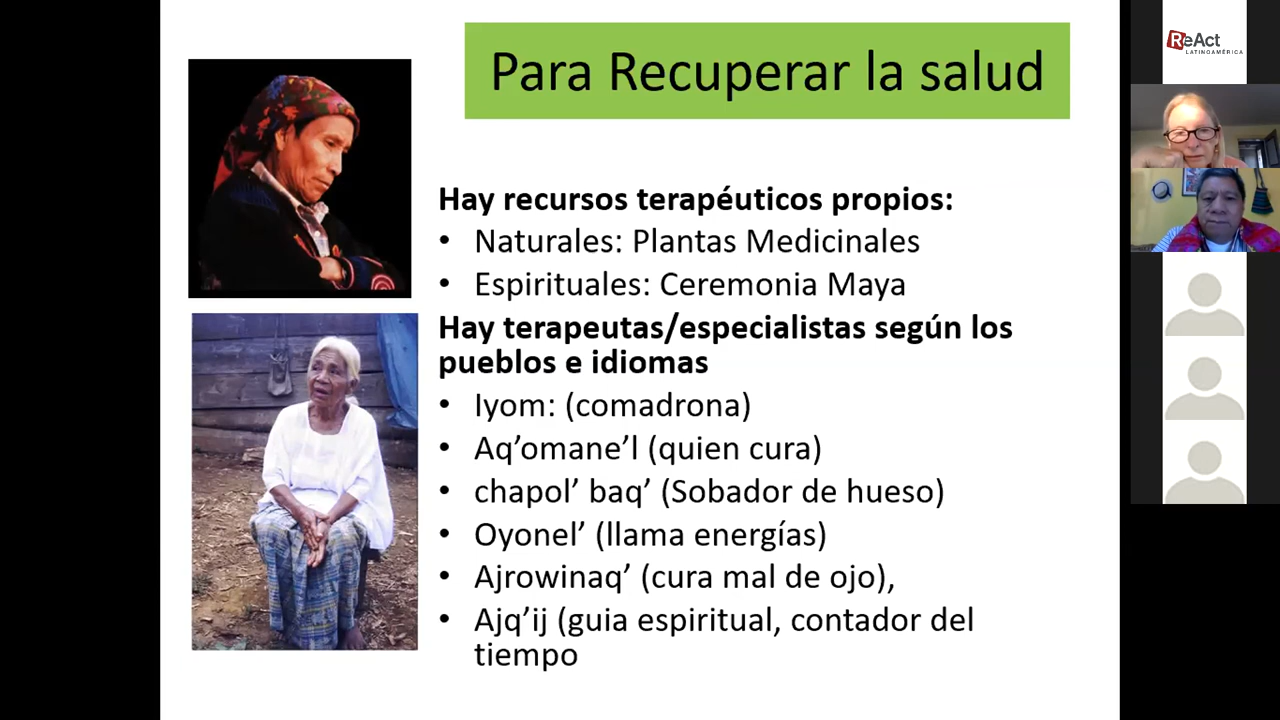 Para Recuperar la salud
Hay recursos terapéuticos propios:
• Naturales: Plantas Medicinales
• Espirituales: Ceremonia Maya
Hay terapeutas/especialistas según los
pueblos e idiomas
• Iyom: (comadrona)
• Aq’omane’l (quien cura)
• chapol’ baq’ (Sobador de hueso)
• Oyonel’ (llama energías)
• Ajrowinaq’ (cura mal de ojo),
• Ajq’ij (guia espiritual, contador del
tiempo
ReAct
LATINOAMÉRICA